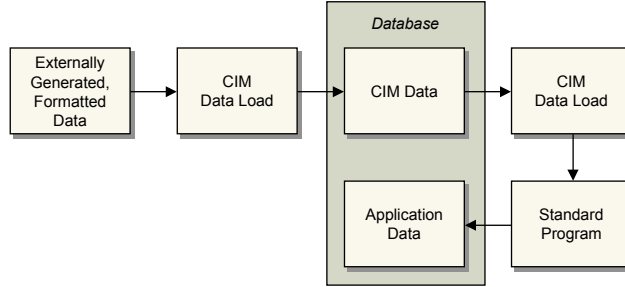 Database
Externally
Generated,
Formatted
Data
CIM
Data Load
CIM Data
CIM
Data Load
Application
Data
Standard
Program